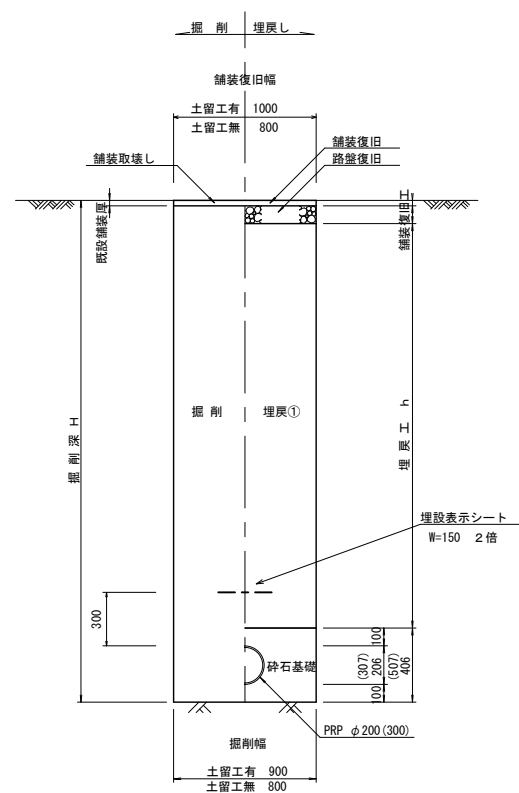 掘 削 埋戻し
舗装復旧幅
土留工有 1000
土留工無 800
舗装取壊し
舗装復旧
路盤復旧
既設舗装厚
舗装復旧工
掘削深 H
掘 削
埋戻①
埋戻工 h
埋設表示シート
W=150 2倍
300
砕石基礎
100
(307)
206
100
(507)
406
PRP φ200(300)
掘削幅
土留工有 900
土留工無 800